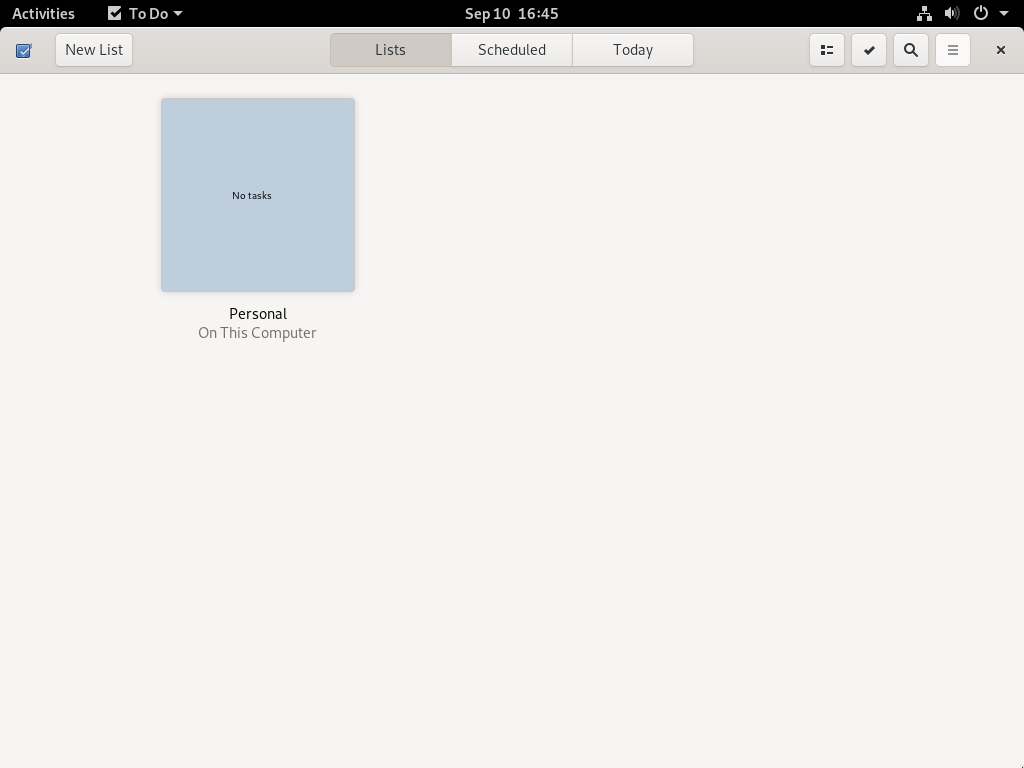 Activities
To Do
Sep 10 16:45
New List
Lists
Scheduled
Today
No tasks
Personal
On This Computer